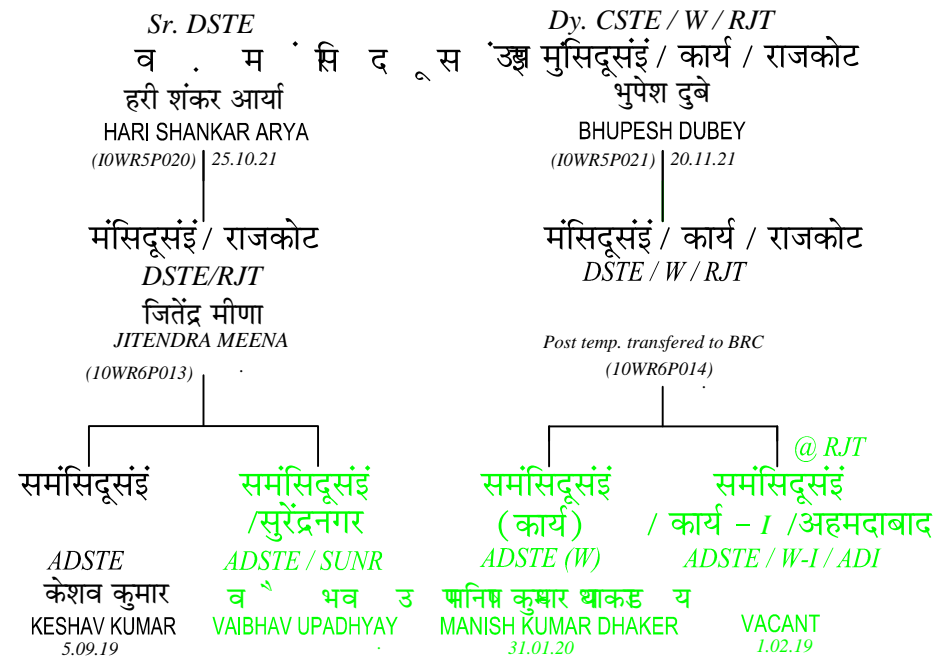 Sr. DSTE
Dy. CSTE / W / RJT
व . मंसिदूसंइं
उप मुंसिदूसंइं / कार्य / राजकोट
हरी शंकर आर्या
भुपेश दुबे
HARI SHANKAR ARYA
BHUPESH DUBEY
(I0WR5P020) 25.10.21
(I0WR5P021) 20.11.21
मंसिदूसंइं / राजकोट
मंसिदूसंइं / कार्य / राजकोट
DSTE/RJT
DSTE / W / RJT
जितेंद्र मीणा
JITENDRA MEENA
Post temp. transfered to BRC
(10WR6P013)
(10WR6P014)
@ RJT
समंसिदूसंइं
समंसिदूसंइं
समंसिदूसंइं
समंसिदूसंइं
/सुरेंद्रनगर
(कार्य)
/ कार्य – I /अहमदाबाद
ADSTE
ADSTE / SUNR
ADSTE (W)
ADSTE / W-I / ADI
केशव कुमार
KESHAV KUMAR
VAIBHAV UPADHYAY
MANISH KUMAR DHAKER
VACANT
5.09.19
31.01.20
1.02.19